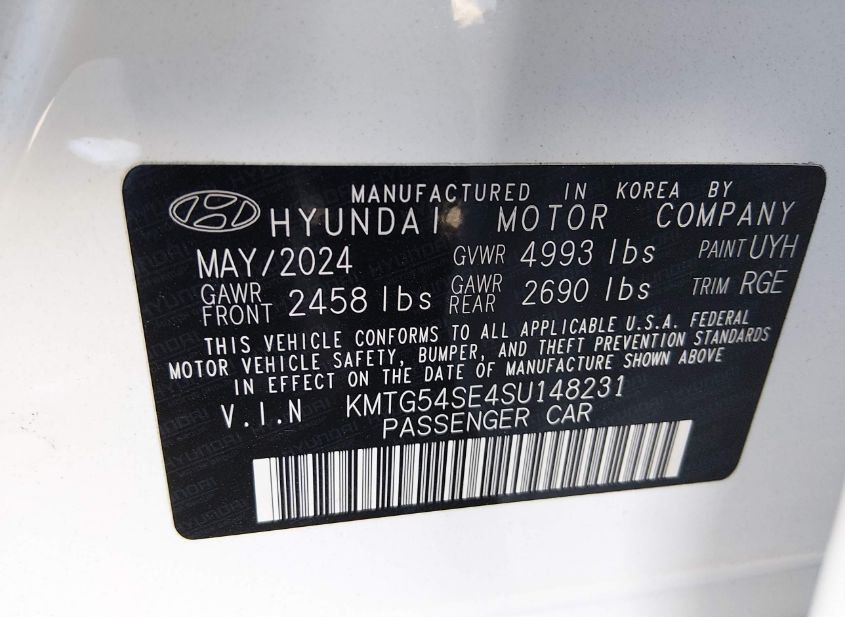 MANUFACTURED IN KOREA BY
HYUNDAI MOTOR COMPANY
MAY/2024 GVWR 4993 lbs PAINT UYH
GAWR FRONT 2458 lbs GAWR REAR 2690 lbs TRIM RGE
THIS VEHICLE CONFORMS TO ALL APPLICABLE U.S.A. FEDERAL
MOTOR VEHICLE SAFETY, BUMPER, AND THEFT PREVENTION STANDARDS
IN EFFECT ON THE DATE OF MANUFACTURE SHOWN ABOVE
V.I.N KMTG54SE4SU148231
PASSENGER CAR